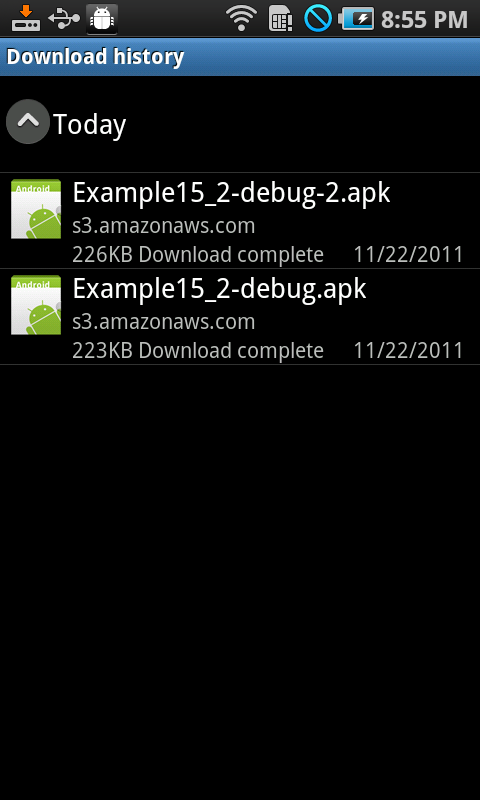 8:55 PM
Download history
Today
Android
Example15_2-debug-2.apk
s3.amazonaws.com
226KB Download complete 11/22/2011
Android
Example15_2-debug.apk
s3.amazonaws.com
223KB Download complete 11/22/2011